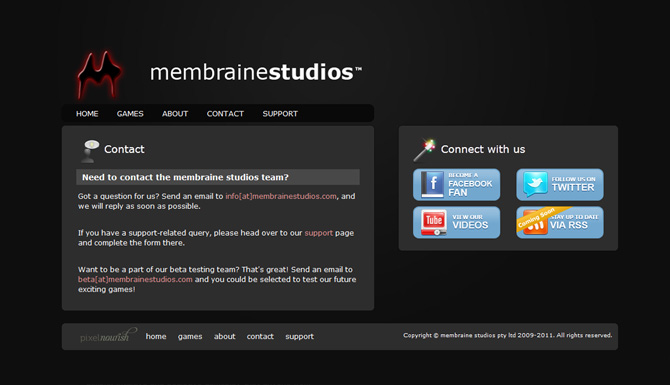 membrainestudios™
HOME GAMES ABOUT CONTACT SUPPORT
Contact
Need to contact the membraine studios team?
Got a question for us? Send an email to info[at]membrainestudios.com, and
we will reply as soon as possible.
If you have a support-related query, please head over to our support page
and complete the form there.
Want to be a part of our beta testing team? That's great! Send an email to
beta[at]membrainestudios.com and you could be selected to test our future
exciting games!
Connect with us
BECOME A
FACEBOOK
FAN
FOLLOW US ON
TWITTER
You Tube
VIEW OUR
VIDEOS
Coming Soon!
STAY UP TO DATE
VIA RSS
pixelnourish home games about contact support
Copyright © membraine studios pty ltd 2009-2011. All rights reserved.